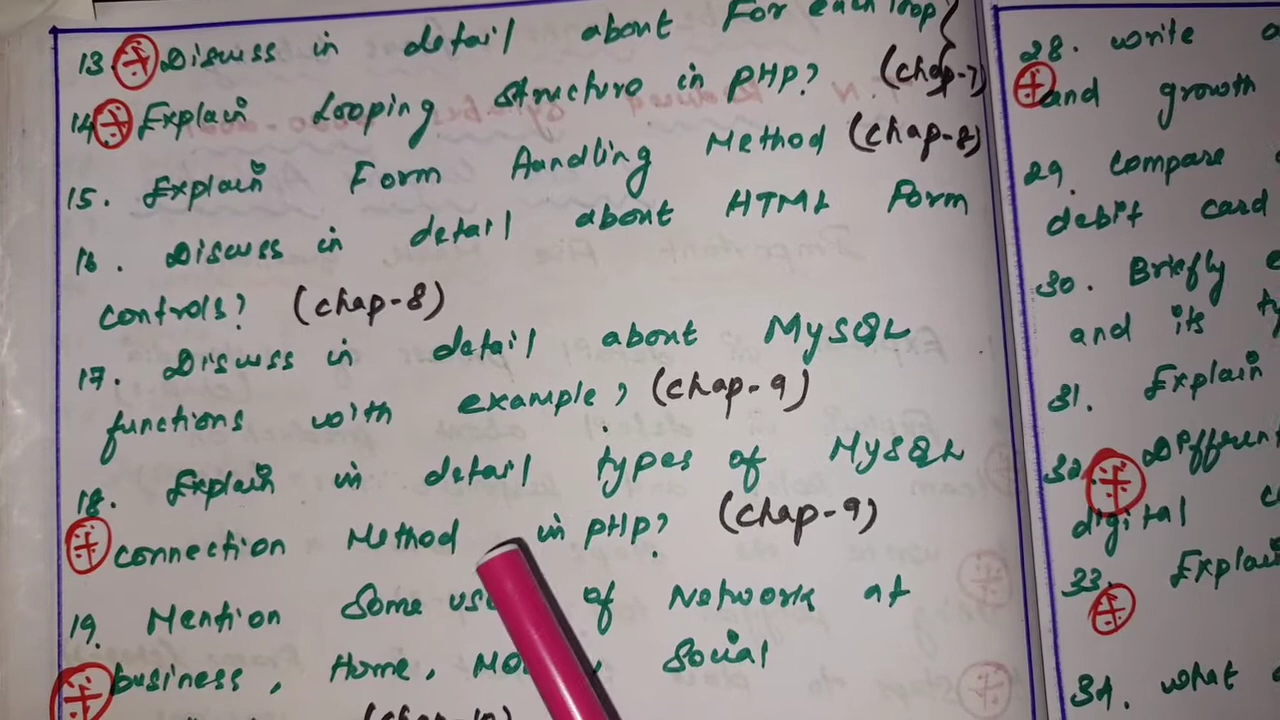 13. Discuss in detail about For each loop
14. Explain Looping structure in PHP? (chap-7)
15. Explain Form Handling Method (chap-8)
16. Discuss in detail about HTML Form
controls? (chap-8)
17. Discuss in detail about MySQL
functions with example? (chap-9)
18. Explain in detail types of MySQL
connection Method in PHP? (chap-9)
19. Mention Some of Network at
business, Home, Social
28. write
and growth
29. compare
debit card
30. Briefly
and its
31. Explain
32.
digital
33. Explain
34. what